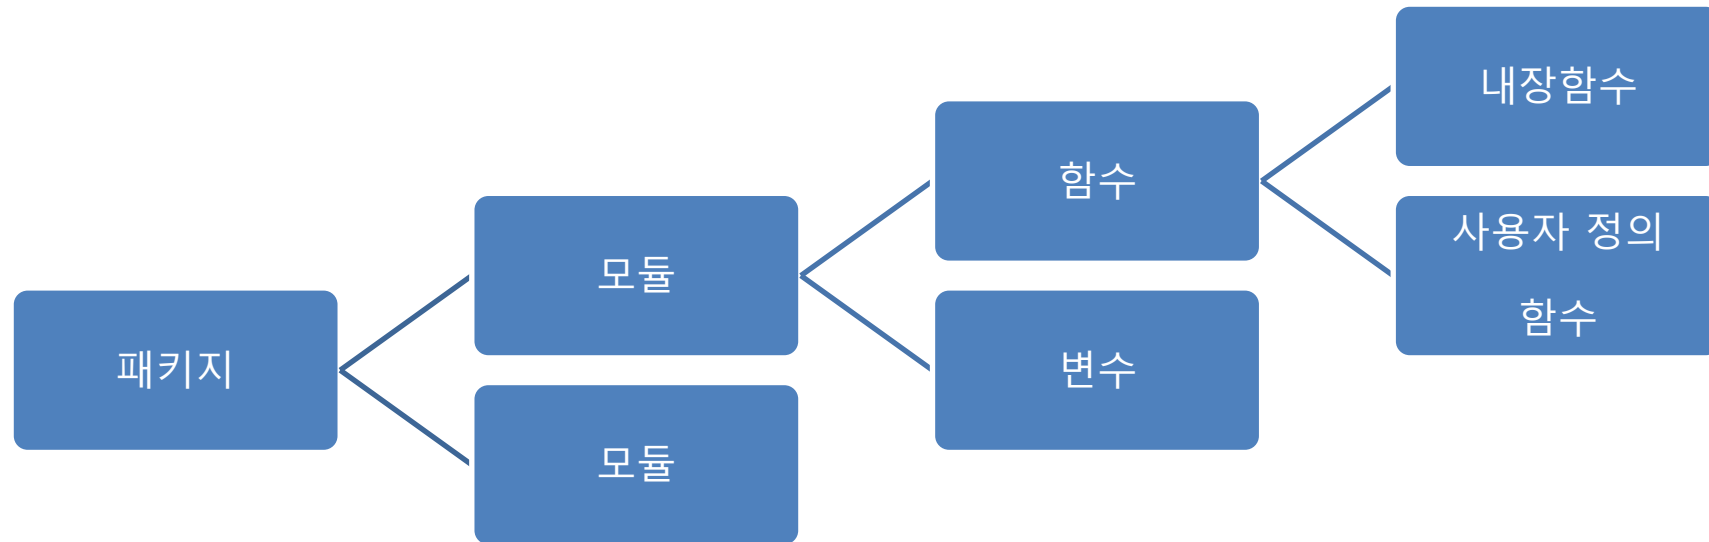 패키지
모듈
모듈
함수
변수
내장함수
사용자 정의
함수